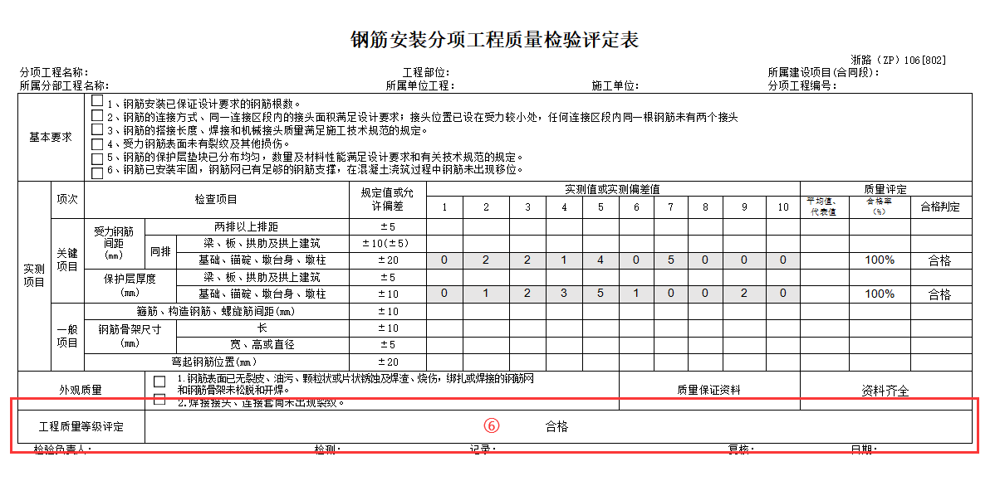 钢筋安装分项工程质量检验评定表
浙路（ZP）106[802]
分项工程名称： 工程部位： 所属建设项目(合同段)：
所属分部工程名称： 所属单位工程： 施工单位： 分项工程编号：
基本要求
1、钢筋安装已保证设计要求的钢筋根数。
2、钢筋的连接方式、同一连接区段内的接头面积满足设计要求；接头位置已设在受力较小处，任何连接区段内同一根钢筋未有两个接头
3、钢筋的搭接长度、焊接和机械接头质量满足施工技术规范的规定。
4、受力钢筋表面未有裂纹及其他损伤。
5、钢筋的保护层垫块已分布均匀，数量及材料性能满足设计要求和有关技术规范的规定。
6、钢筋已安装牢固，钢筋网已有足够的钢筋支撑，在混凝土浇筑过程中钢筋未出现移位。
实测项目
项次 检查项目 规定值或允许偏差 实测值或实测偏差值 质量评定
1 2 3 4 5 6 7 8 9 10 平均值、代表值 合格率(%) 合格判定
关键项目
受力钢筋间距(mm) 两排以上排距 ±5
同排 梁、板、拱肋及拱上建筑 ±10(±5)
基础、锚碇、墩台身、墩柱 ±20 0 2 2 1 4 0 5 0 0 0 100% 合格
保护层厚度(mm) 梁、板、拱肋及拱上建筑 ±5
基础、锚碇、墩台身、墩柱 ±10 0 1 2 3 5 1 0 0 2 0 100% 合格
一般项目
箍筋、构造钢筋、螺旋筋间距(mm) ±10
钢筋骨架尺寸(mm) 长 ±10
宽、高或直径 ±5
弯起钢筋位置(mm) ±20
外观质量
1.钢筋表面已无裂皮、油污、颗粒状或片状锈蚀及焊渣、烧伤，绑扎或焊接的钢筋网
和钢筋骨架未松脱和开焊。
2.焊接接头、连接套筒未出现裂纹。
质量保证资料 资料齐全
工程质量等级评定 ⑥ 合格
检验负责人： 检测： 记录： 复核： 日期：